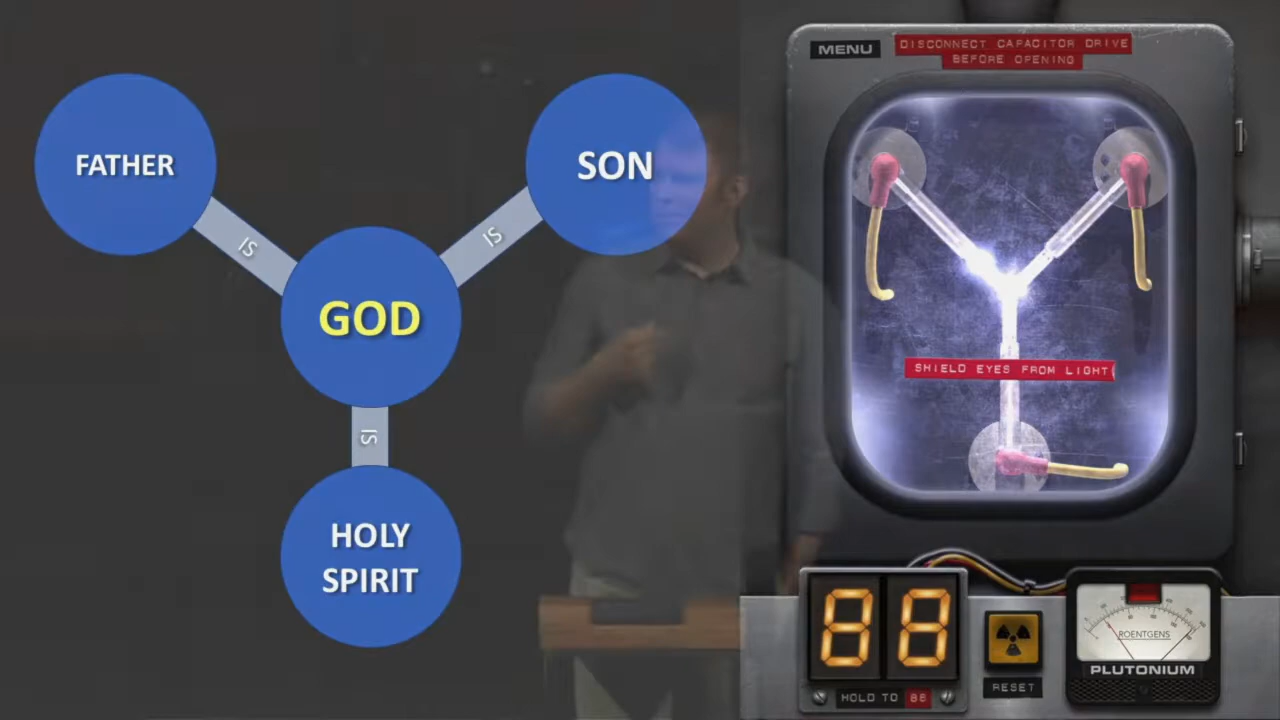 FATHER
SON
IS
IS
GOD
IS
HOLY
SPIRIT
MENU
DISCONNECT CAPACITOR DRIVE
BEFORE OPENING
SHIELD EYES FROM LIGHT
88
HOLD TO 88
RESET
ROENTGENS
PLUTONIUM